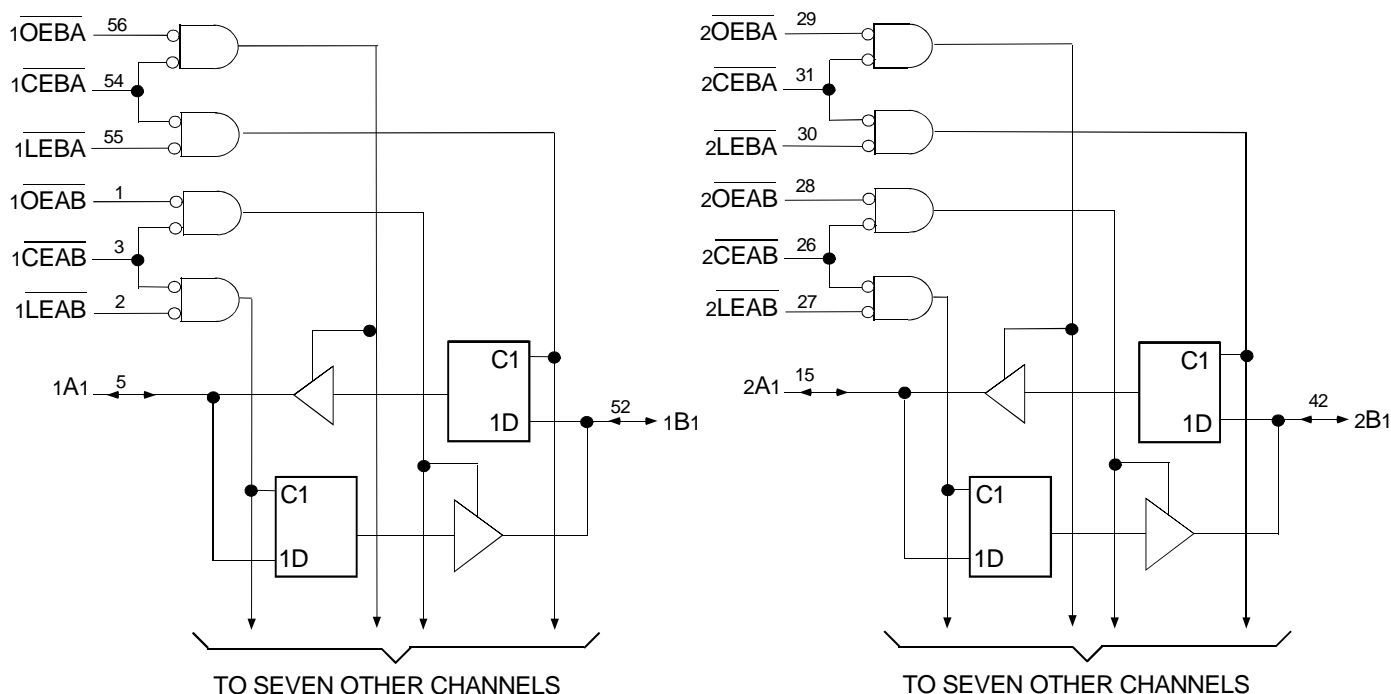 1OEBA 56
1CEBA 54
1LEBA 55
1OEAB 1
1CEAB 3
1LEAB 2
C1
1D
1A1 5
52 1B1
C1
1D
TO SEVEN OTHER CHANNELS
2OEBA 29
2CEBA 31
2LEBA 30
2OEAB 28
2CEAB 26
2LEAB 27
C1
1D
2A1 15
42 2B1
C1
1D
TO SEVEN OTHER CHANNELS